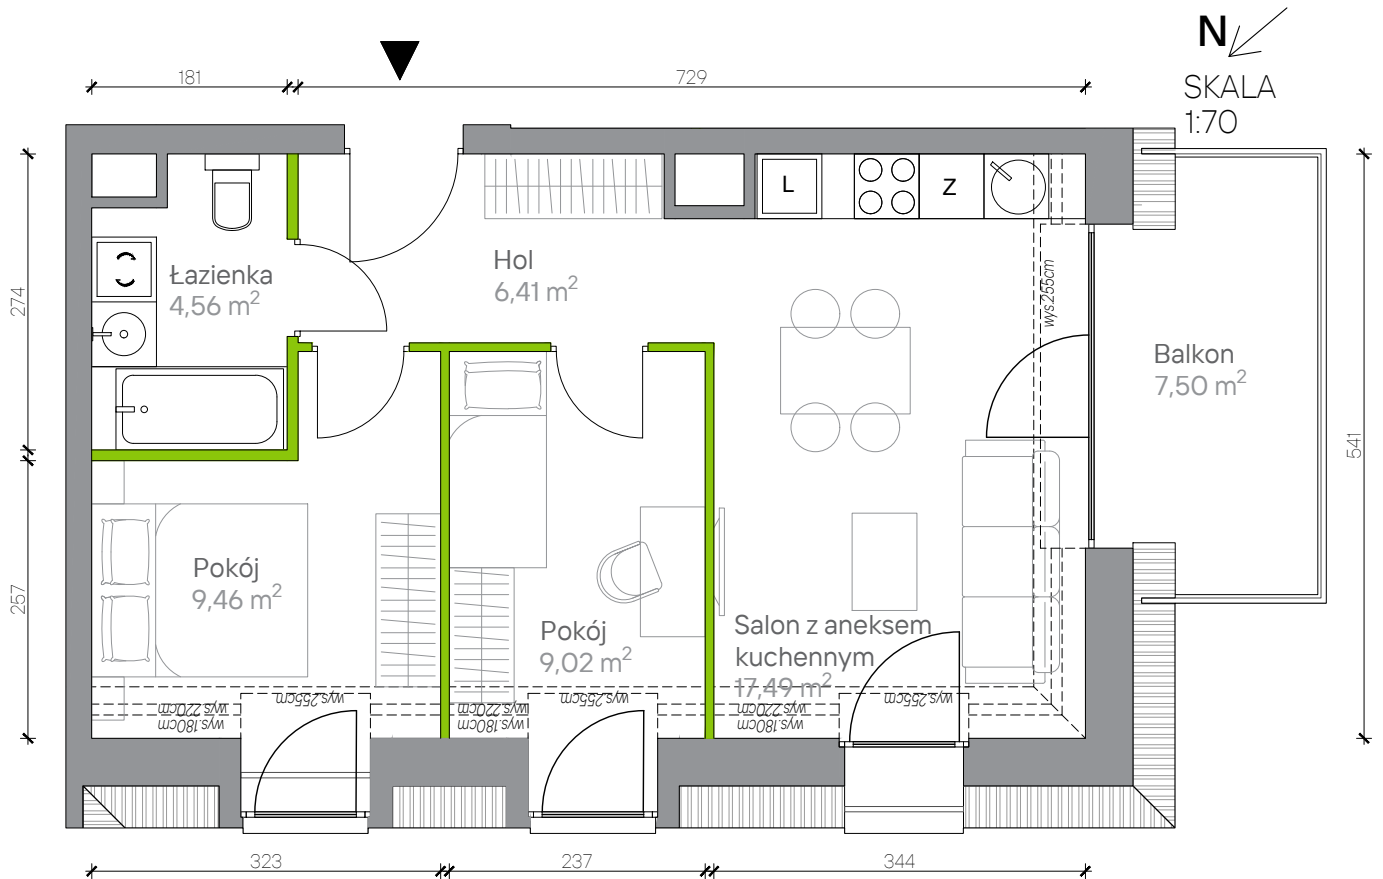 N
SKALA
1:70
181
729
L
Z
Łazienka
4,56 m²
Hol
6,41 m²
wys.255cm
274
Balkon
7,50 m²
541
Pokój
9,46 m²
257
Pokój
9,02 m²
Salon z aneksem
kuchennym
17,49 m²
wys.255cm
wys.220cm
wys.180cm
wys.255cm
wys.220cm
wys.180cm
wys.255cm
wys.220cm
wys.180cm
323
237
344